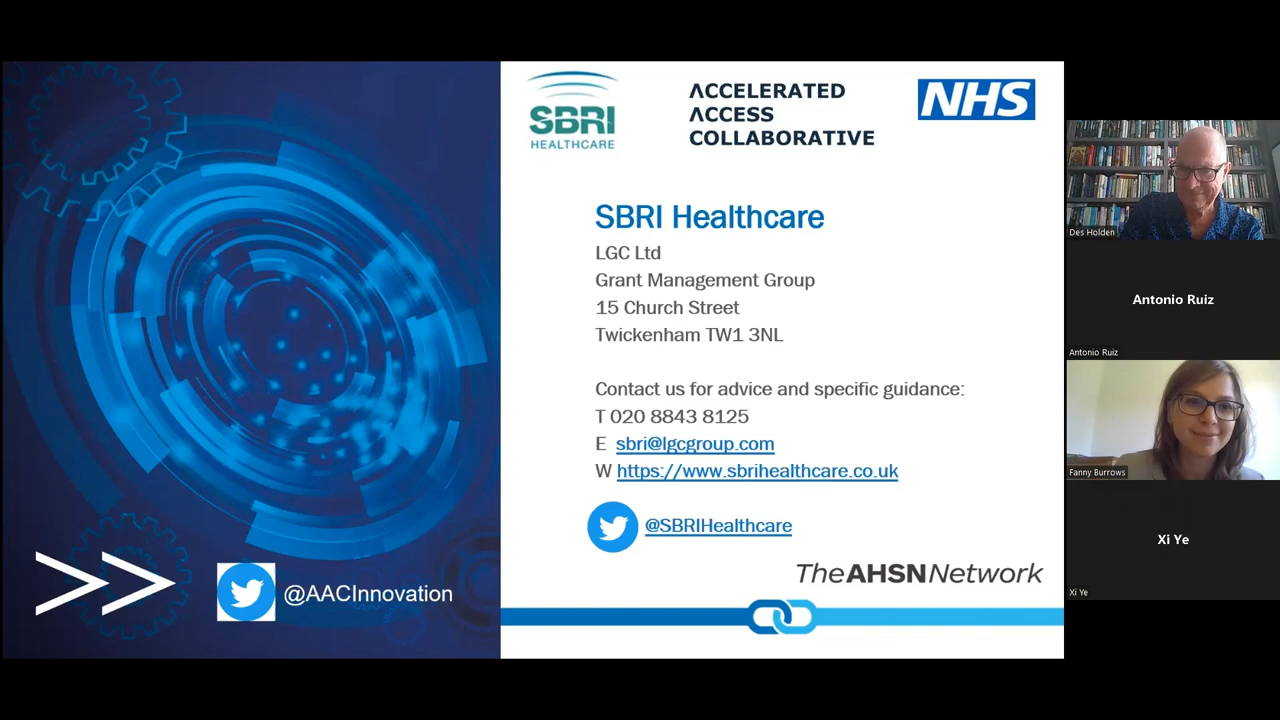 SBRI
HEALTHCARE
ΛCCELERATED
ΛCCESS
COLLABORATIVE
NHS
SBRI Healthcare
LGC Ltd
Grant Management Group
15 Church Street
Twickenham TW1 3NL
Contact us for advice and specific guidance:
T 020 8843 8125
E sbri@lgcgroup.com
W https://www.sbrihealthcare.co.uk
@SBRIHealthcare
TheAHSNNetwork
@AACInnovation
Des Holden
Antonio Ruiz
Antonio Ruiz
Fanny Burrows
Xi Ye
Xi Ye